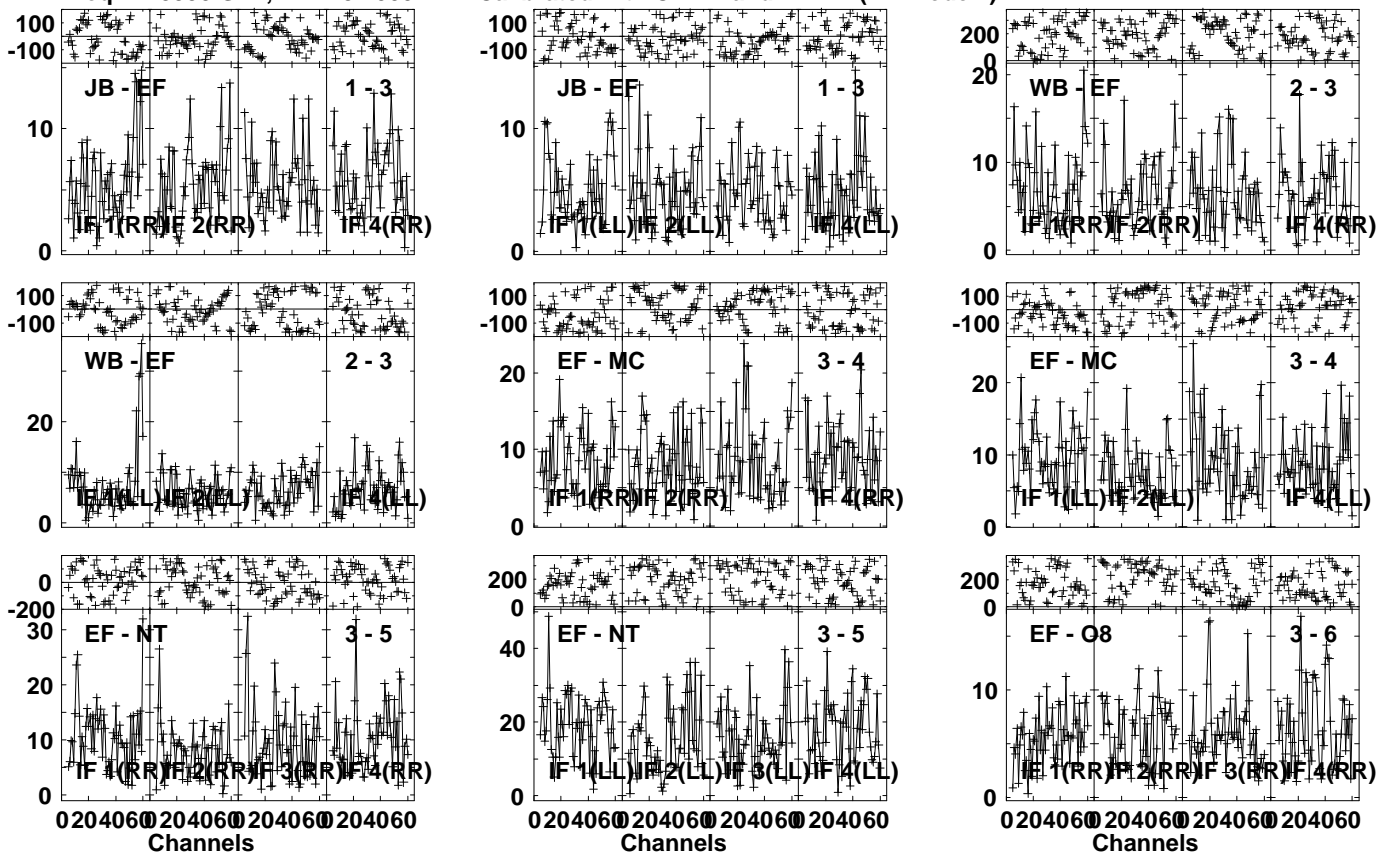 100
-100
JB - EF 1 - 3
10
0
IF 1(RR) IF 2(RR) IF 4(RR)
100
-100
JB - EF 1 - 3
10
0
IF 1(LL) IF 2(LL) IF 4(LL)
200
0
WB - EF 2 - 3
20
10
0
IF 1(RR) IF 2(RR) IF 4(RR)
100
-100
WB - EF 2 - 3
20
0
IF 1(LL) IF 2(LL) IF 4(LL)
100
-100
EF - MC 3 - 4
20
10
0
IF 1(RR) IF 2(RR) IF 4(RR)
100
-100
EF - MC 3 - 4
20
10
0
IF 1(LL) IF 2(LL) IF 4(LL)
0
-200
EF - NT 3 - 5
30
20
10
0
IF 1(RR) IF 2(RR) IF 3(RR) IF 4(RR)
0 20 40 60 0 20 40 60 0 20 40 60 0 20 40 60
Channels
200
0
EF - NT 3 - 5
40
20
0
IF 1(LL) IF 2(LL) IF 3(LL) IF 4(LL)
0 20 40 60 0 20 40 60 0 20 40 60 0 20 40 60
Channels
200
0
EF - O8 3 - 6
10
0
IF 1(RR) IF 2(RR) IF 3(RR) IF 4(RR)
0 20 40 60 0 20 40 60 0 20 40 60 0 20 40 60
Channels